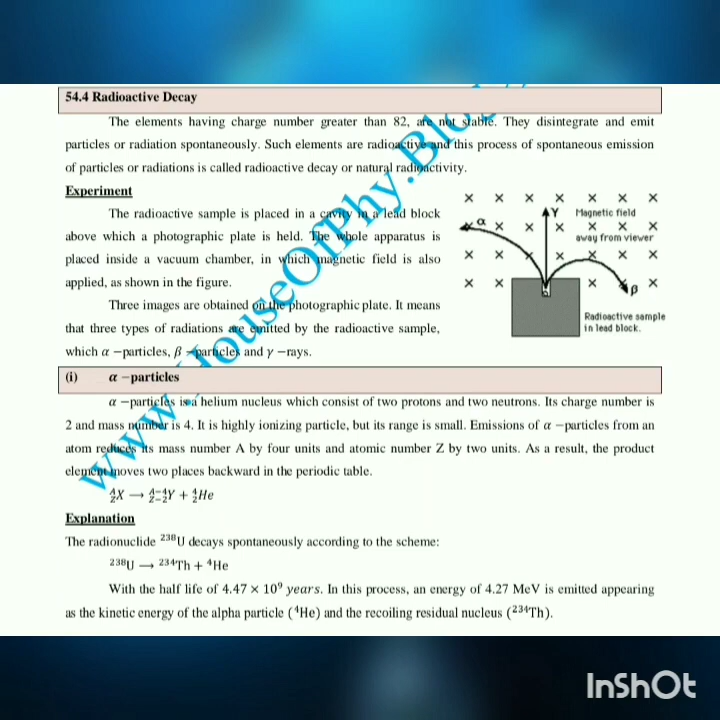 54.4 Radioactive Decay
The elements having charge number greater than 82, are not stable. They disintegrate and emit
particles or radiation spontaneously. Such elements are radioactive and this process of spontaneous emission
of particles or radiations is called radioactive decay or natural radioactivity.
Experiment
The radioactive sample is placed in a cavity in a lead block
above which a photographic plate is held. The whole apparatus is
placed inside a vacuum chamber, in which magnetic field is also
applied, as shown in the figure.
Three images are obtained on the photographic plate. It means
that three types of radiations are emitted by the radioactive sample,
which α −particles, β −particles and γ −rays.
α
Y
Magnetic field
away from viewer
β
Radioactive sample
in lead block.
(i) α −particles
α −particles is a helium nucleus which consist of two protons and two neutrons. Its charge number is
2 and mass number is 4. It is highly ionizing particle, but its range is small. Emissions of α −particles from an
atom reduces its mass number A by four units and atomic number Z by two units. As a result, the product
element moves two places backward in the periodic table.
ᴬ𝘡X → ᴬ⁻⁴𝘡₋₂Y + ⁴₂He
Explanation
The radionuclide ²³⁸U decays spontaneously according to the scheme:
²³⁸U → ²³⁴Th + ⁴He
With the half life of 4.47 × 10⁹ years. In this process, an energy of 4.27 MeV is emitted appearing
as the kinetic energy of the alpha particle (⁴He) and the recoiling residual nucleus (²³⁴Th).
www.HouseOfPhy.Blog
InShOt